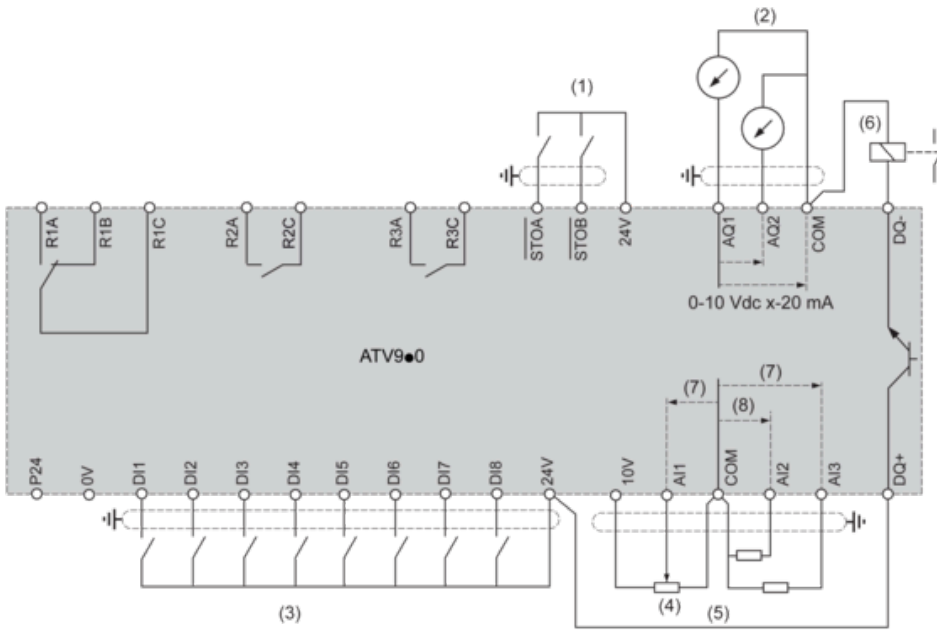 (2)
(1)
(6)
R1A R1B R1C R2A R2C R3A R3C STOA STOB 24V AQ1 AQ2 COM DQ-
0-10 Vdc x-20 mA
ATV9●0
(7) (7)
(8)
P24 0V DI1 DI2 DI3 DI4 DI5 DI6 DI7 DI8 24V 10V AI1 COM AI2 AI3 DQ+
(3) (4) (5)